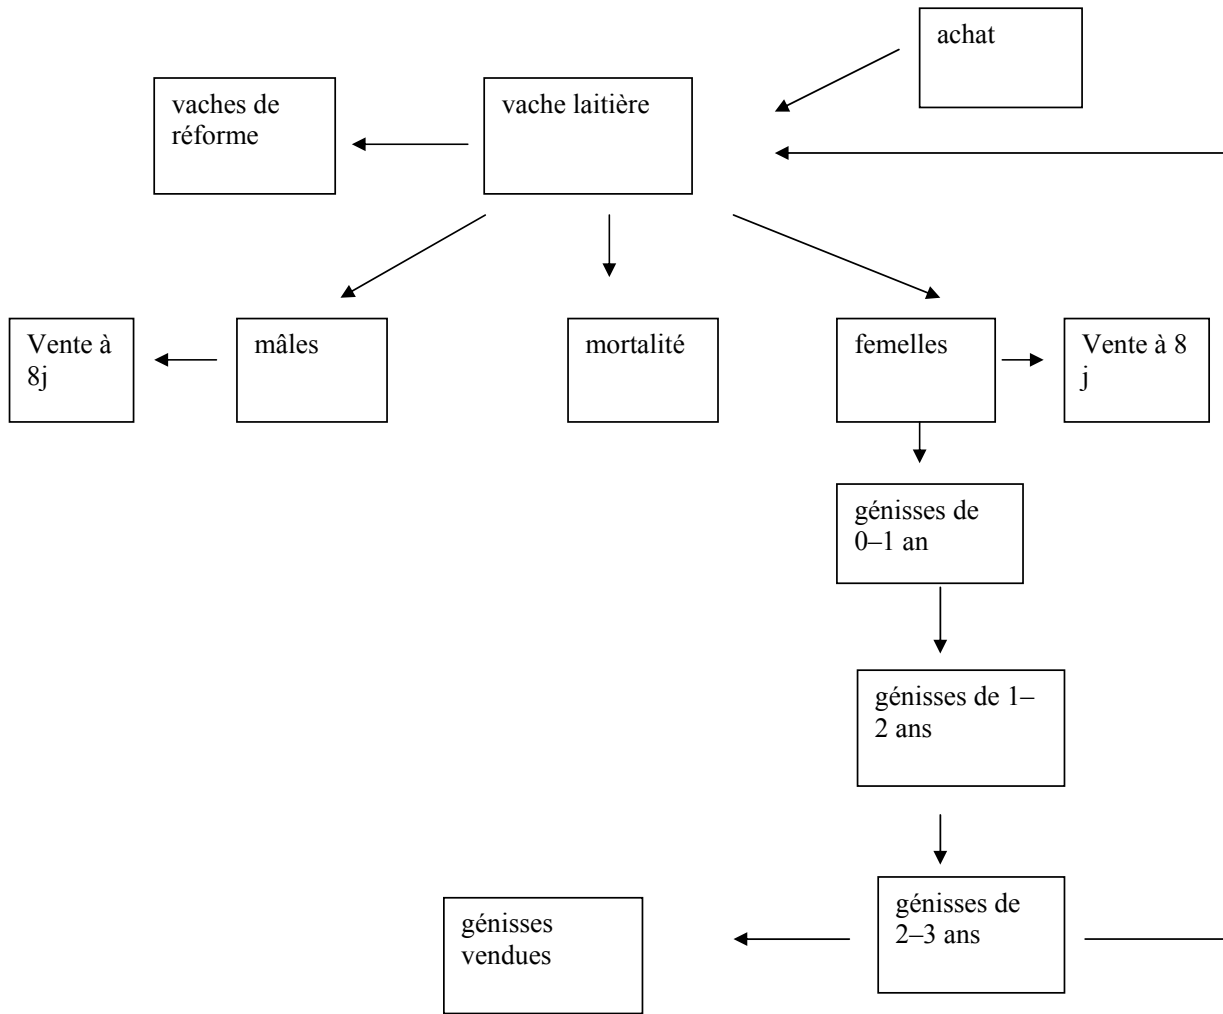 achat
vaches de
réforme
vache laitière
Vente à
8j
mâles
mortalité
femelles
Vente à 8
j
génisses de
0–1 an
génisses de 1–
2 ans
génisses de
2–3 ans
génisses
vendues